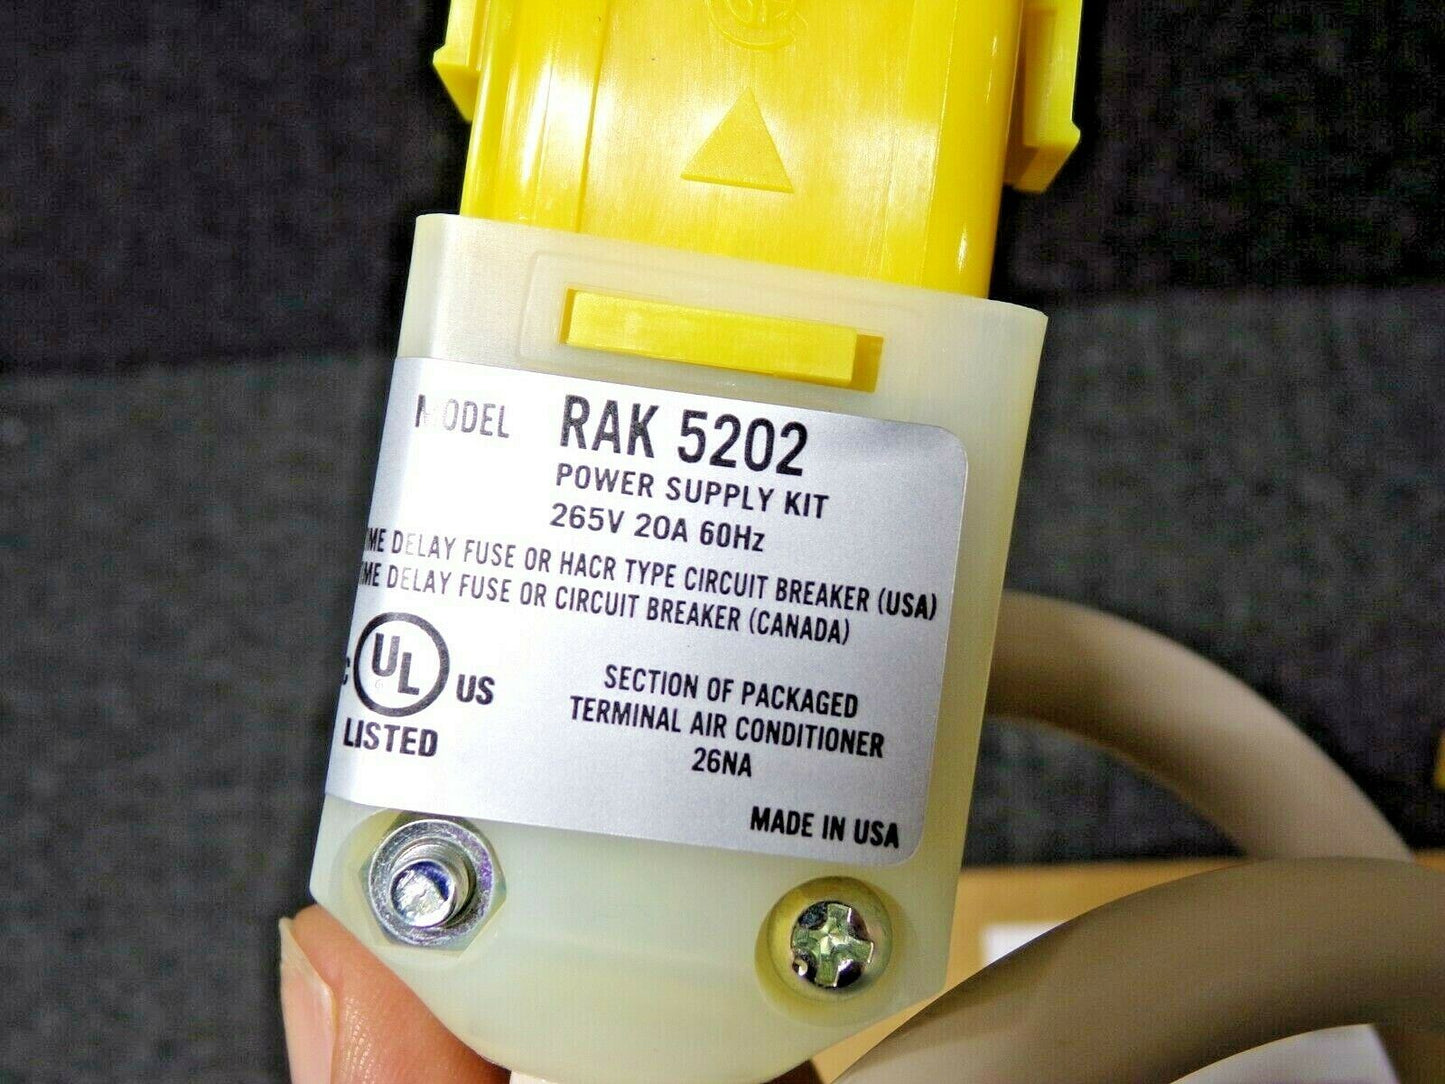 MODEL RAK 5202
POWER SUPPLY KIT
265V 20A 60Hz
DELAY FUSE OR HACR TYPE CIRCUIT BREAKER (USA)
DELAY FUSE OR CIRCUIT BREAKER (CANADA)
C UL US
LISTED
SECTION OF PACKAGED
TERMINAL AIR CONDITIONER
26NA
MADE IN USA